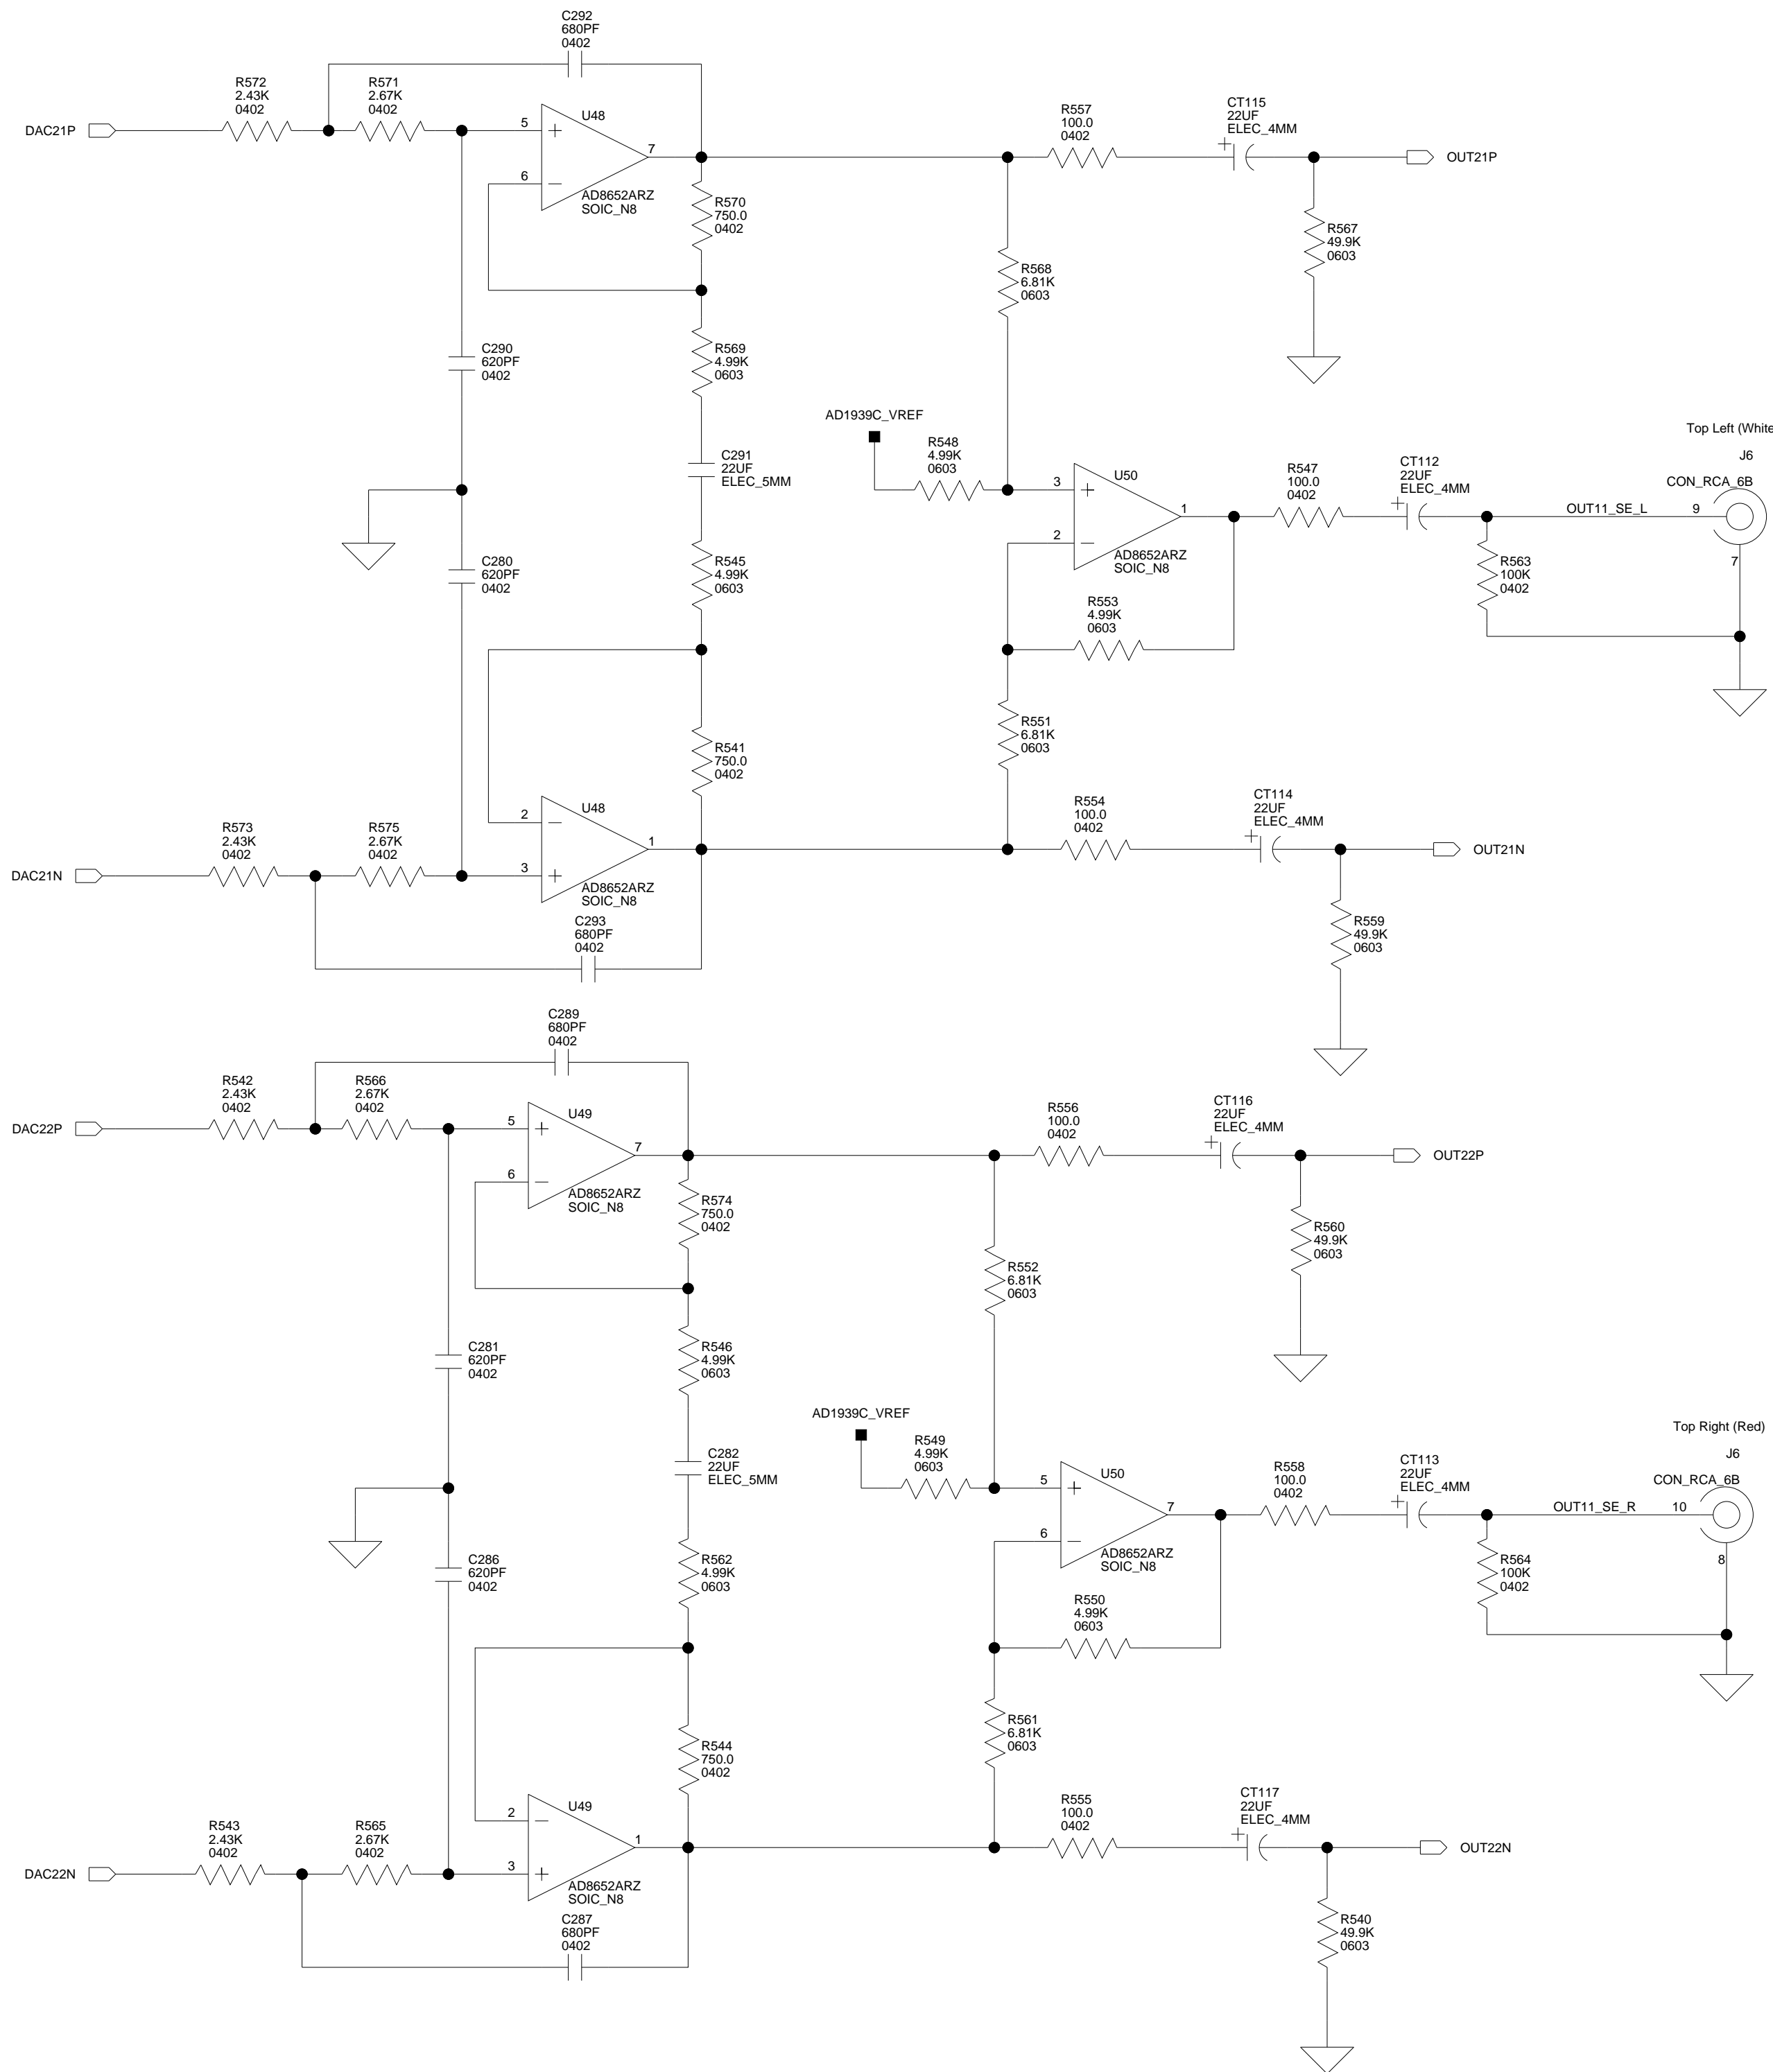 C292
680PF
0402
R572
2.43K
0402
R571
2.67K
0402
DAC21P
5
U48
7
6
AD8652ARZ
SOIC_N8
R570
750.0
0402
R557
100.0
0402
CT115
22UF
ELEC_4MM
OUT21P
R567
49.9K
0603
R568
6.81K
0603
C290
620PF
0402
R569
4.99K
0603
AD1939C_VREF
R548
4.99K
0603
C291
22UF
ELEC_5MM
3
U50
1
2
AD8652ARZ
SOIC_N8
R547
100.0
0402
CT112
22UF
ELEC_4MM
Top Left (White
J6
CON_RCA_6B
OUT11_SE_L
9
7
R563
100K
0402
C280
620PF
0402
R545
4.99K
0603
R553
4.99K
0603
R551
6.81K
0603
R541
750.0
0402
R573
2.43K
0402
R575
2.67K
0402
DAC21N
2
U48
1
3
AD8652ARZ
SOIC_N8
R554
100.0
0402
CT114
22UF
ELEC_4MM
OUT21N
R559
49.9K
0603
C293
680PF
0402
C289
680PF
0402
R542
2.43K
0402
R566
2.67K
0402
DAC22P
5
U49
7
6
AD8652ARZ
SOIC_N8
R574
750.0
0402
R556
100.0
0402
CT116
22UF
ELEC_4MM
OUT22P
R560
49.9K
0603
R552
6.81K
0603
C281
620PF
0402
R546
4.99K
0603
AD1939C_VREF
R549
4.99K
0603
C282
22UF
ELEC_5MM
5
U50
7
6
AD8652ARZ
SOIC_N8
R558
100.0
0402
CT113
22UF
ELEC_4MM
Top Right (Red)
J6
CON_RCA_6B
OUT11_SE_R
10
8
R564
100K
0402
C286
620PF
0402
R562
4.99K
0603
R550
4.99K
0603
R561
6.81K
0603
R544
750.0
0402
R543
2.43K
0402
R565
2.67K
0402
DAC22N
2
U49
1
3
AD8652ARZ
SOIC_N8
R555
100.0
0402
CT117
22UF
ELEC_4MM
OUT22N
R540
49.9K
0603
C287
680PF
0402